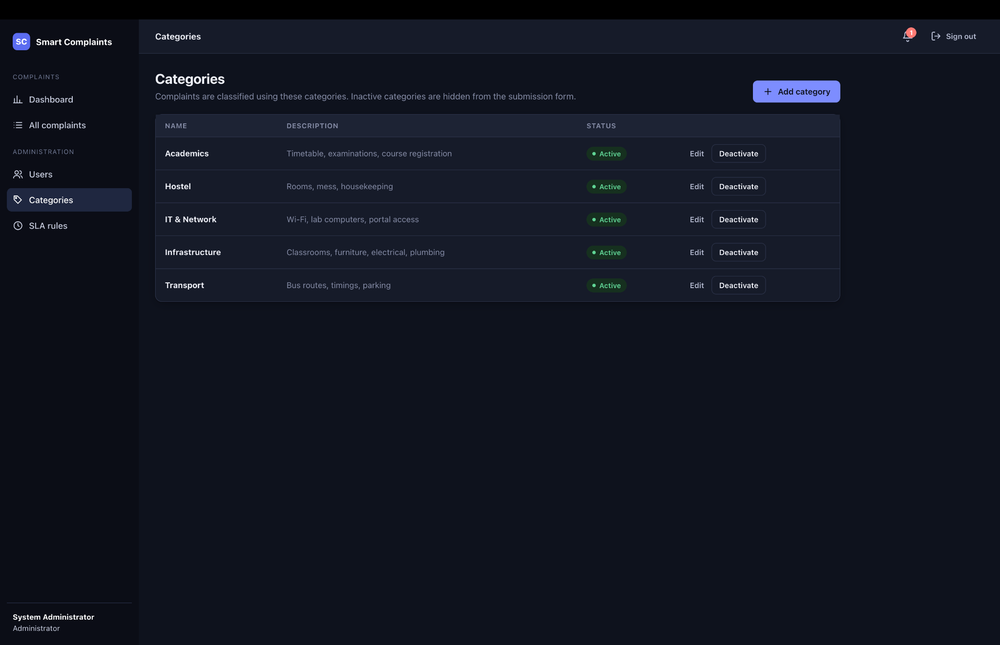 SC Smart Complaints
COMPLAINTS
Dashboard
All complaints
ADMINISTRATION
Users
Categories
SLA rules
System Administrator
Administrator
Categories
1
Sign out
Categories
Complaints are classified using these categories. Inactive categories are hidden from the submission form.
Add category
NAME DESCRIPTION STATUS
Academics Timetable, examinations, course registration Active Edit Deactivate
Hostel Rooms, mess, housekeeping Active Edit Deactivate
IT & Network Wi-Fi, lab computers, portal access Active Edit Deactivate
Infrastructure Classrooms, furniture, electrical, plumbing Active Edit Deactivate
Transport Bus routes, timings, parking Active Edit Deactivate